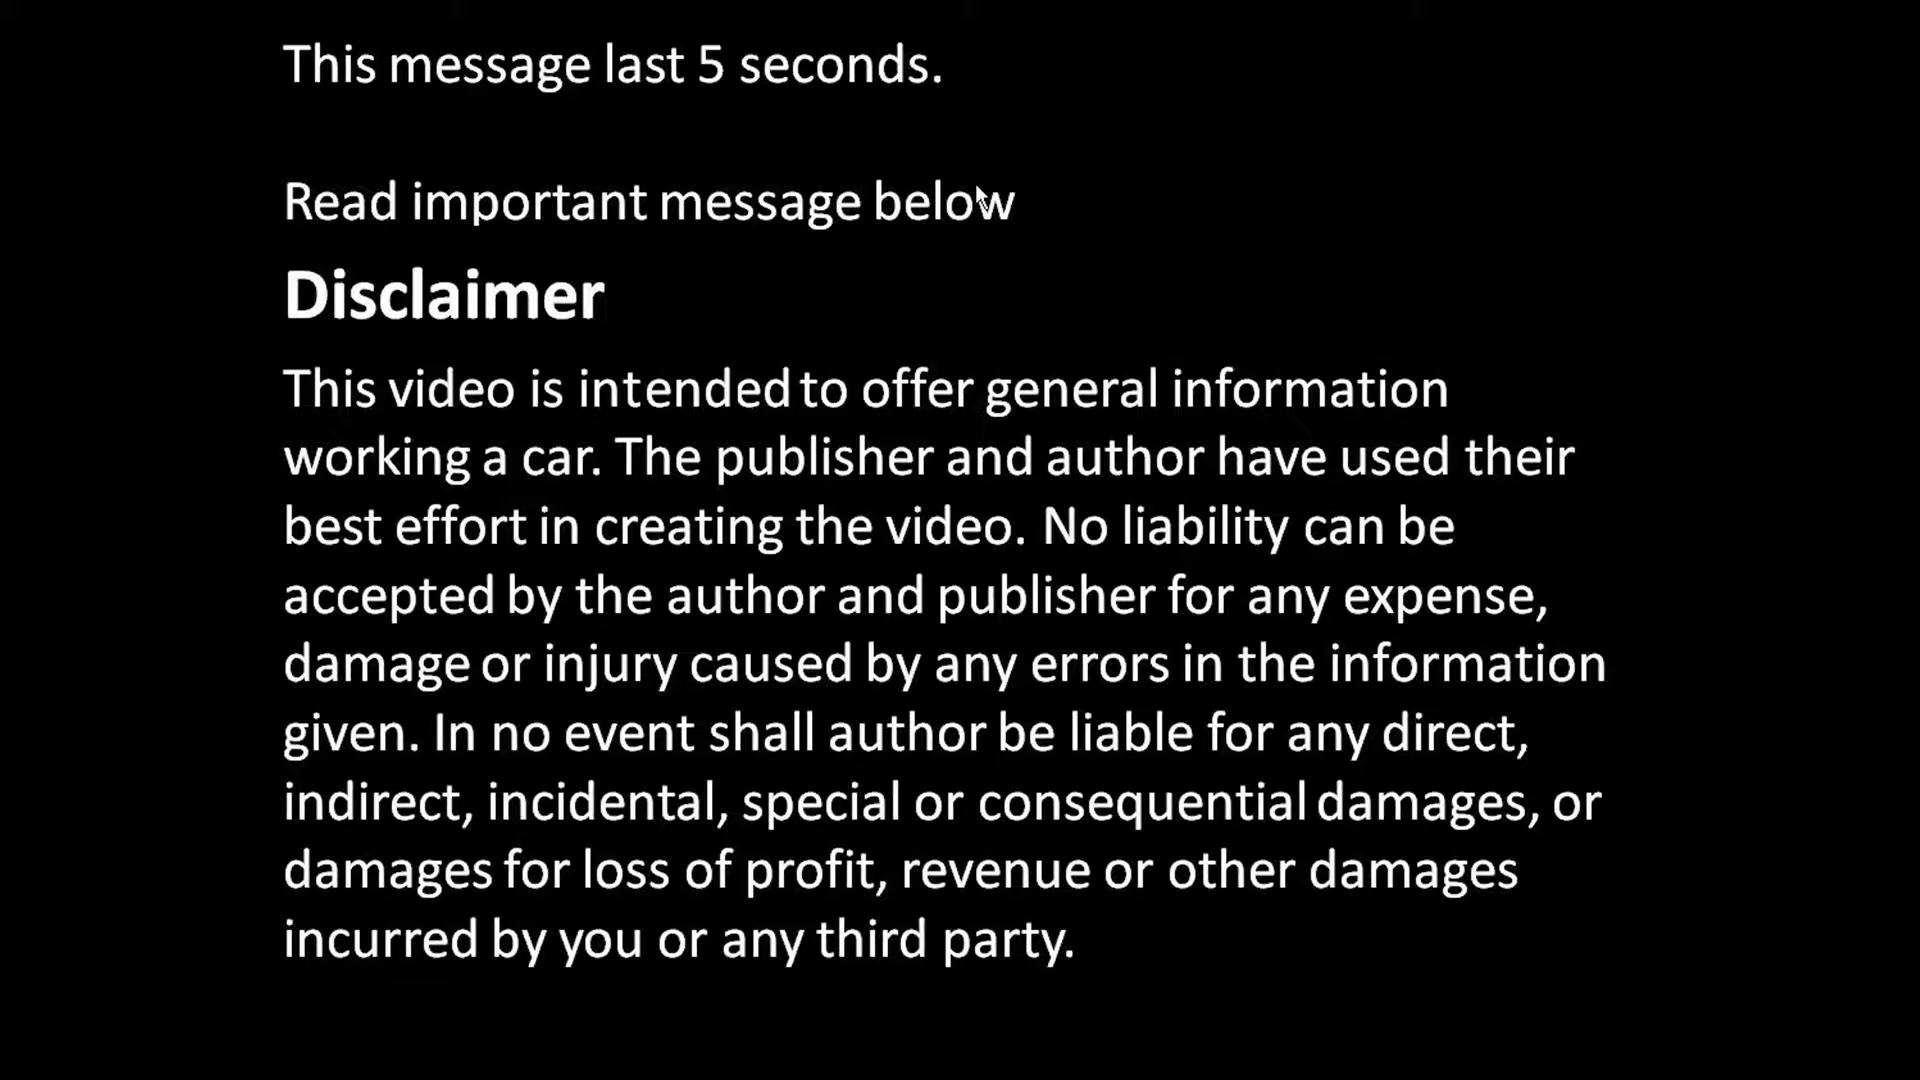 This message last 5 seconds.
Read important message below
Disclaimer
This video is intended to offer general information
working a car. The publisher and author have used their
best effort in creating the video. No liability can be
accepted by the author and publisher for any expense,
damage or injury caused by any errors in the information
given. In no event shall author be liable for any direct,
indirect, incidental, special or consequential damages, or
damages for loss of profit, revenue or other damages
incurred by you or any third party.